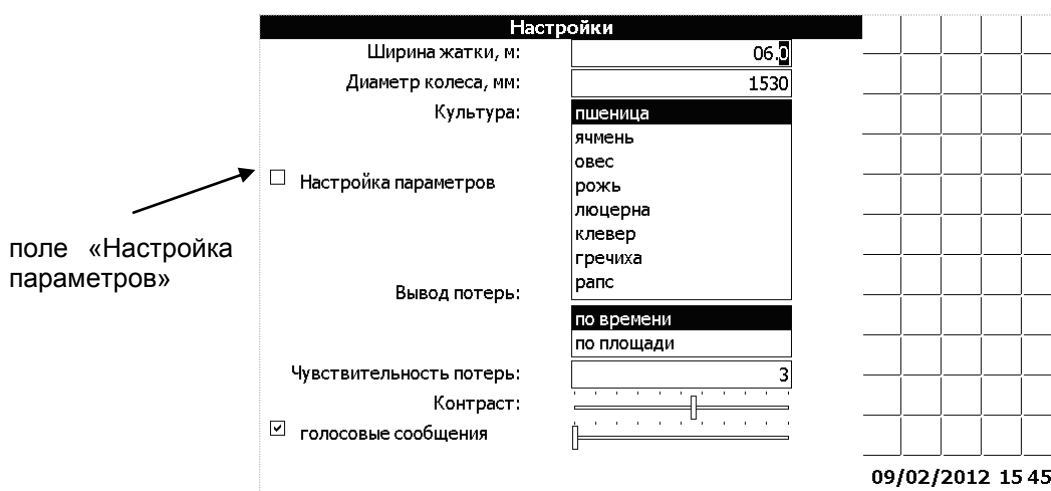 Настройки
Ширина жатки, м: 06.0
Диаметр колеса, мм: 1530
Культура: пшеница
ячмень
овес
Настройка параметров рожь
люцерна
поле «Настройка
параметров»
клевер
гречиха
рапс
Вывод потерь:
по времени
по площади
Чувствительность потерь: 3
Контраст:
голосовые сообщения
09/02/2012 15 45